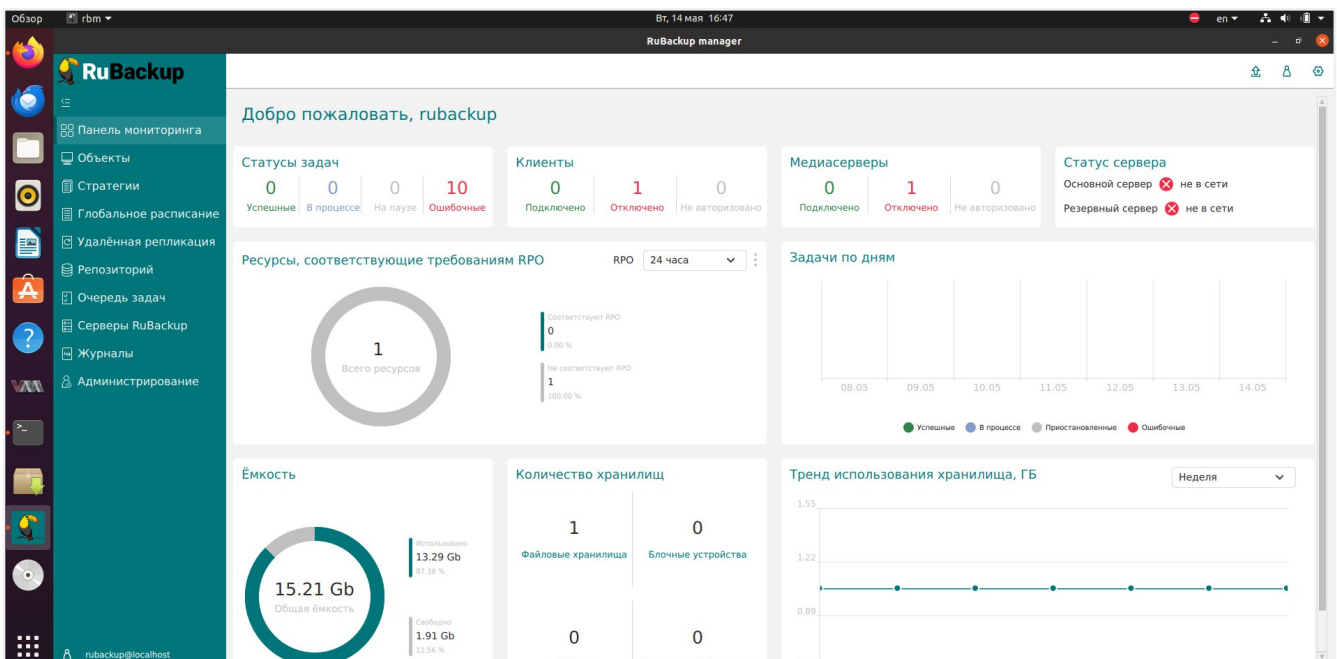 Обзор rbm Вт, 14 мая 16:47 en
RuBackup manager
RuBackup
Панель мониторинга
Объекты
Стратегии
Глобальное расписание
Удалённая репликация
Репозиторий
Очередь задач
Серверы RuBackup
Журналы
Администрирование
rubackup@localhost
Добро пожаловать, rubackup
Статусы задач
0 0 0 10
Успешные В процессе На паузе Ошибочные
Клиенты
0 1 0
Подключено Отключено Не авторизовано
Медиасерверы
0 1 0
Подключено Отключено Не авторизовано
Статус сервера
Основной сервер не в сети
Резервный сервер не в сети
Ресурсы, соответствующие требованиям RPO RPO 24 часа
1
Всего ресурсов
Соответствуют RPO
0
0.00 %
Не соответствуют RPO
1
100.00 %
Задачи по дням
08.05 09.05 10.05 11.05 12.05 13.05 14.05
Успешные В процессе Приостановленные Ошибочные
Ёмкость
15.21 Gb
Общая ёмкость
Использовано
13.29 Gb
87.38 %
Свободно
1.91 Gb
12.56 %
Количество хранилищ
1 0
Файловые хранилища Блочные устройства
0 0
Тренд использования хранилища, ГБ Неделя
1.55
1.22
0.89